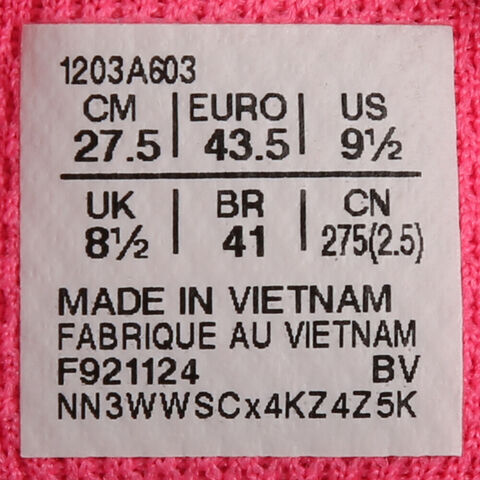 1203A603
CM | EURO | US
27.5 | 43.5 | 9½
UK | BR | CN
8½ | 41 | 275(2.5)
MADE IN VIETNAM
FABRIQUE AU VIETNAM
F921124 BV
NN3WWSCx4KZ4Z5K